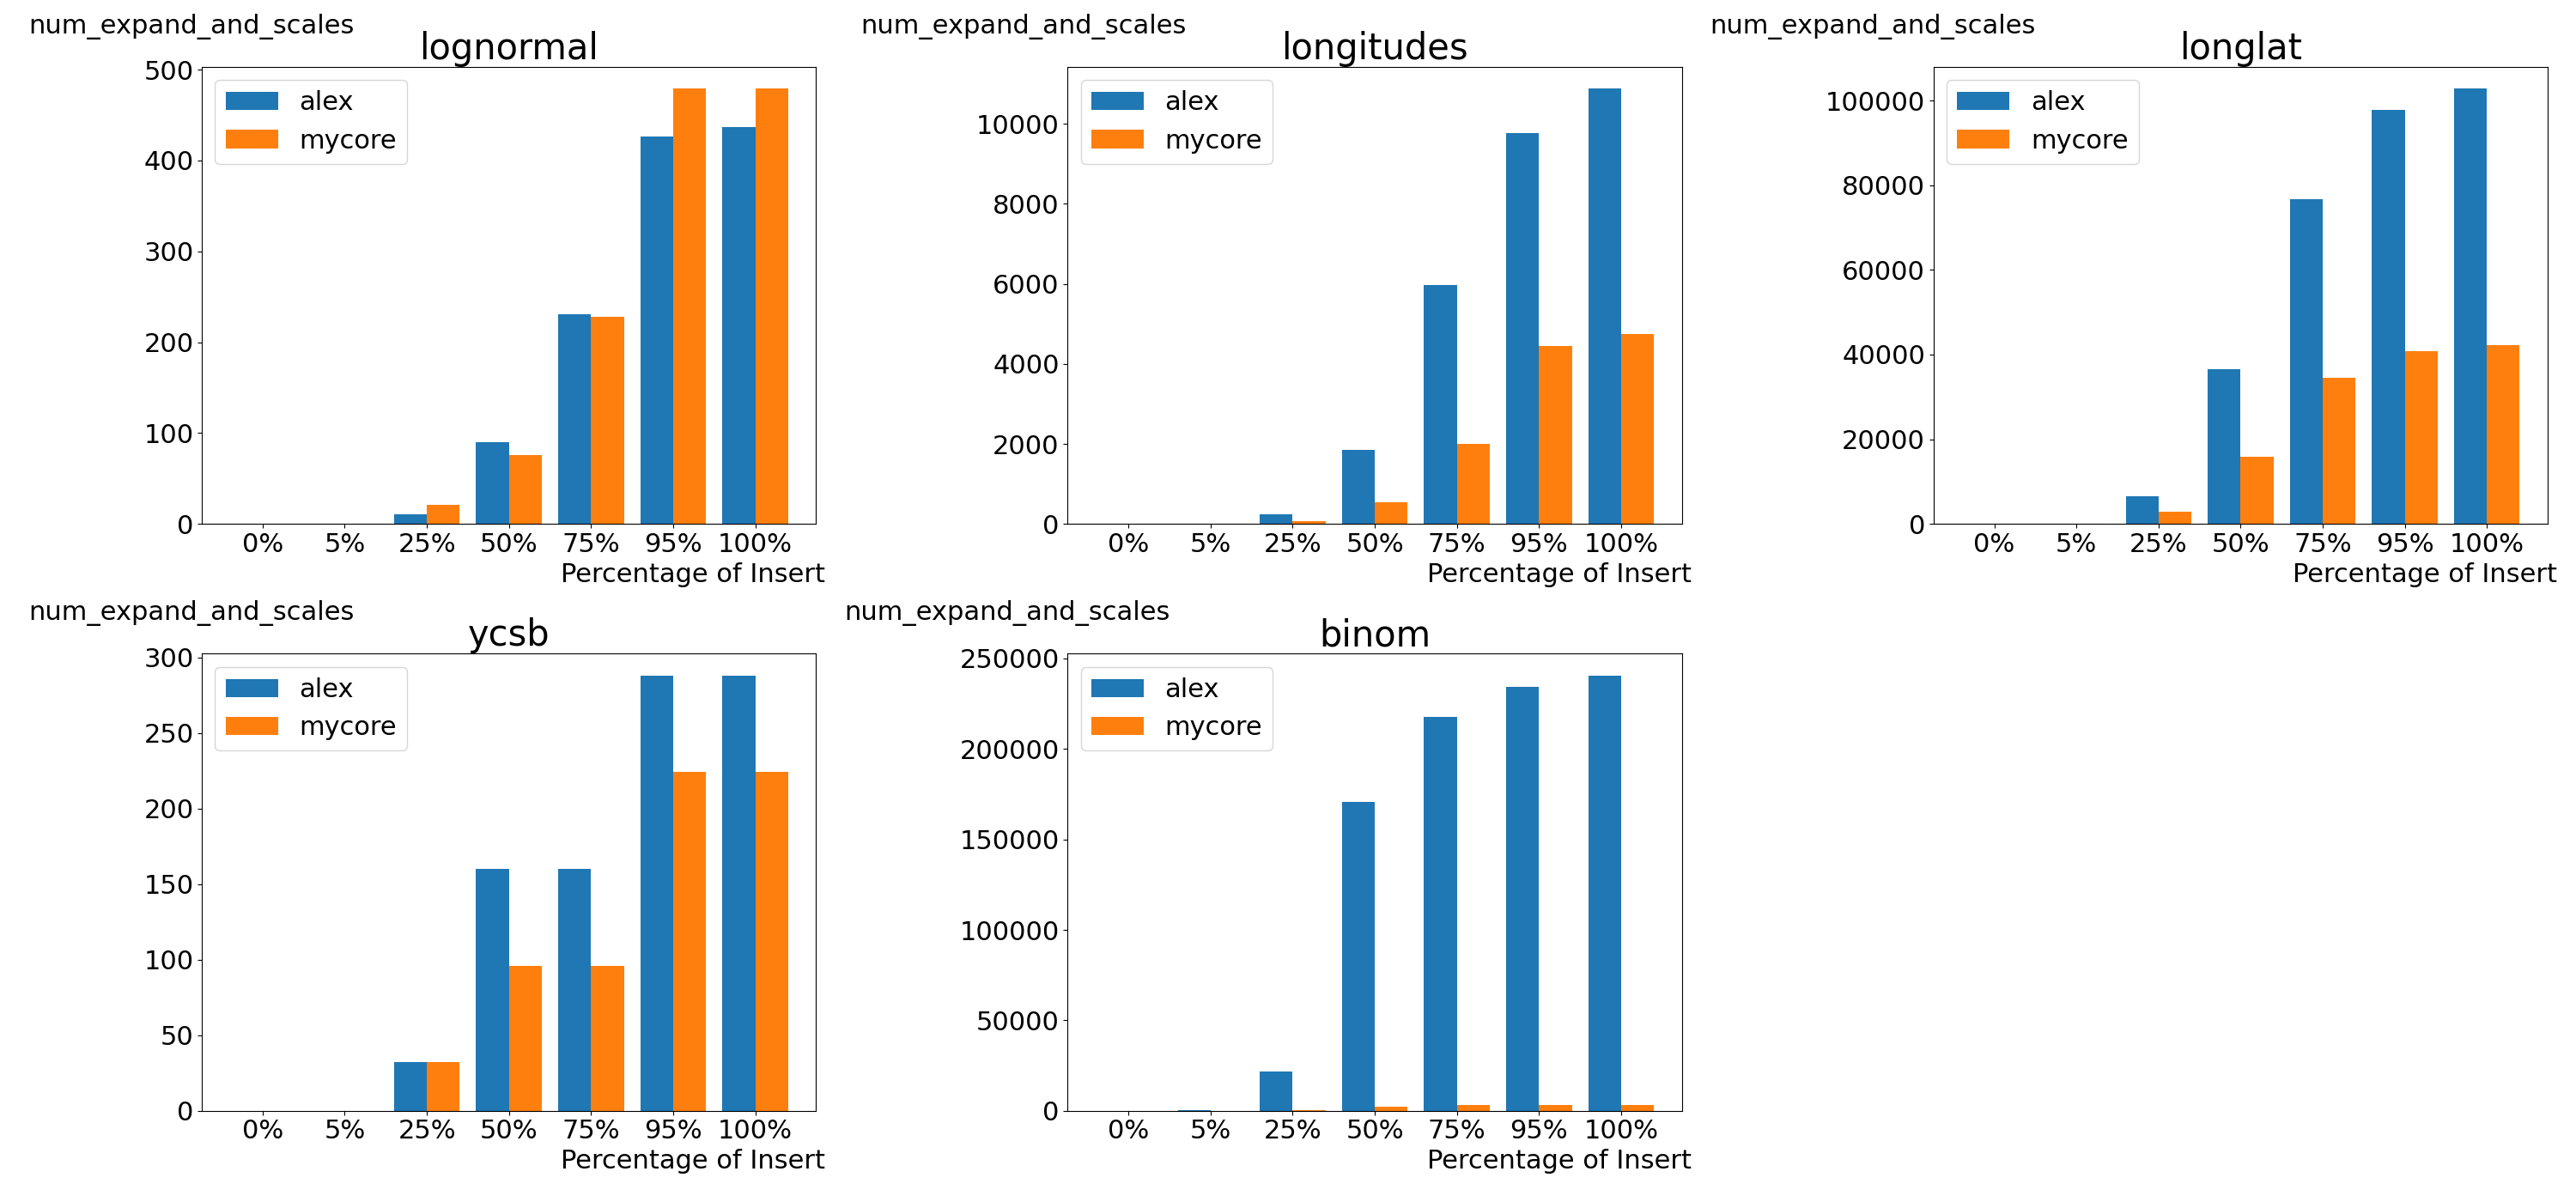 num_expand_and_scales
lognormal
500
400
300
200
100
0
alex
mycore
0% 5% 25% 50% 75% 95% 100%
Percentage of Insert
num_expand_and_scales
longitudes
10000
8000
6000
4000
2000
0
alex
mycore
0% 5% 25% 50% 75% 95% 100%
Percentage of Insert
num_expand_and_scales
longlat
100000
80000
60000
40000
20000
0
alex
mycore
0% 5% 25% 50% 75% 95% 100%
Percentage of Insert
num_expand_and_scales
ycsb
300
250
200
150
100
50
0
alex
mycore
0% 5% 25% 50% 75% 95% 100%
Percentage of Insert
num_expand_and_scales
binom
250000
200000
150000
100000
50000
0
alex
mycore
0% 5% 25% 50% 75% 95% 100%
Percentage of Insert